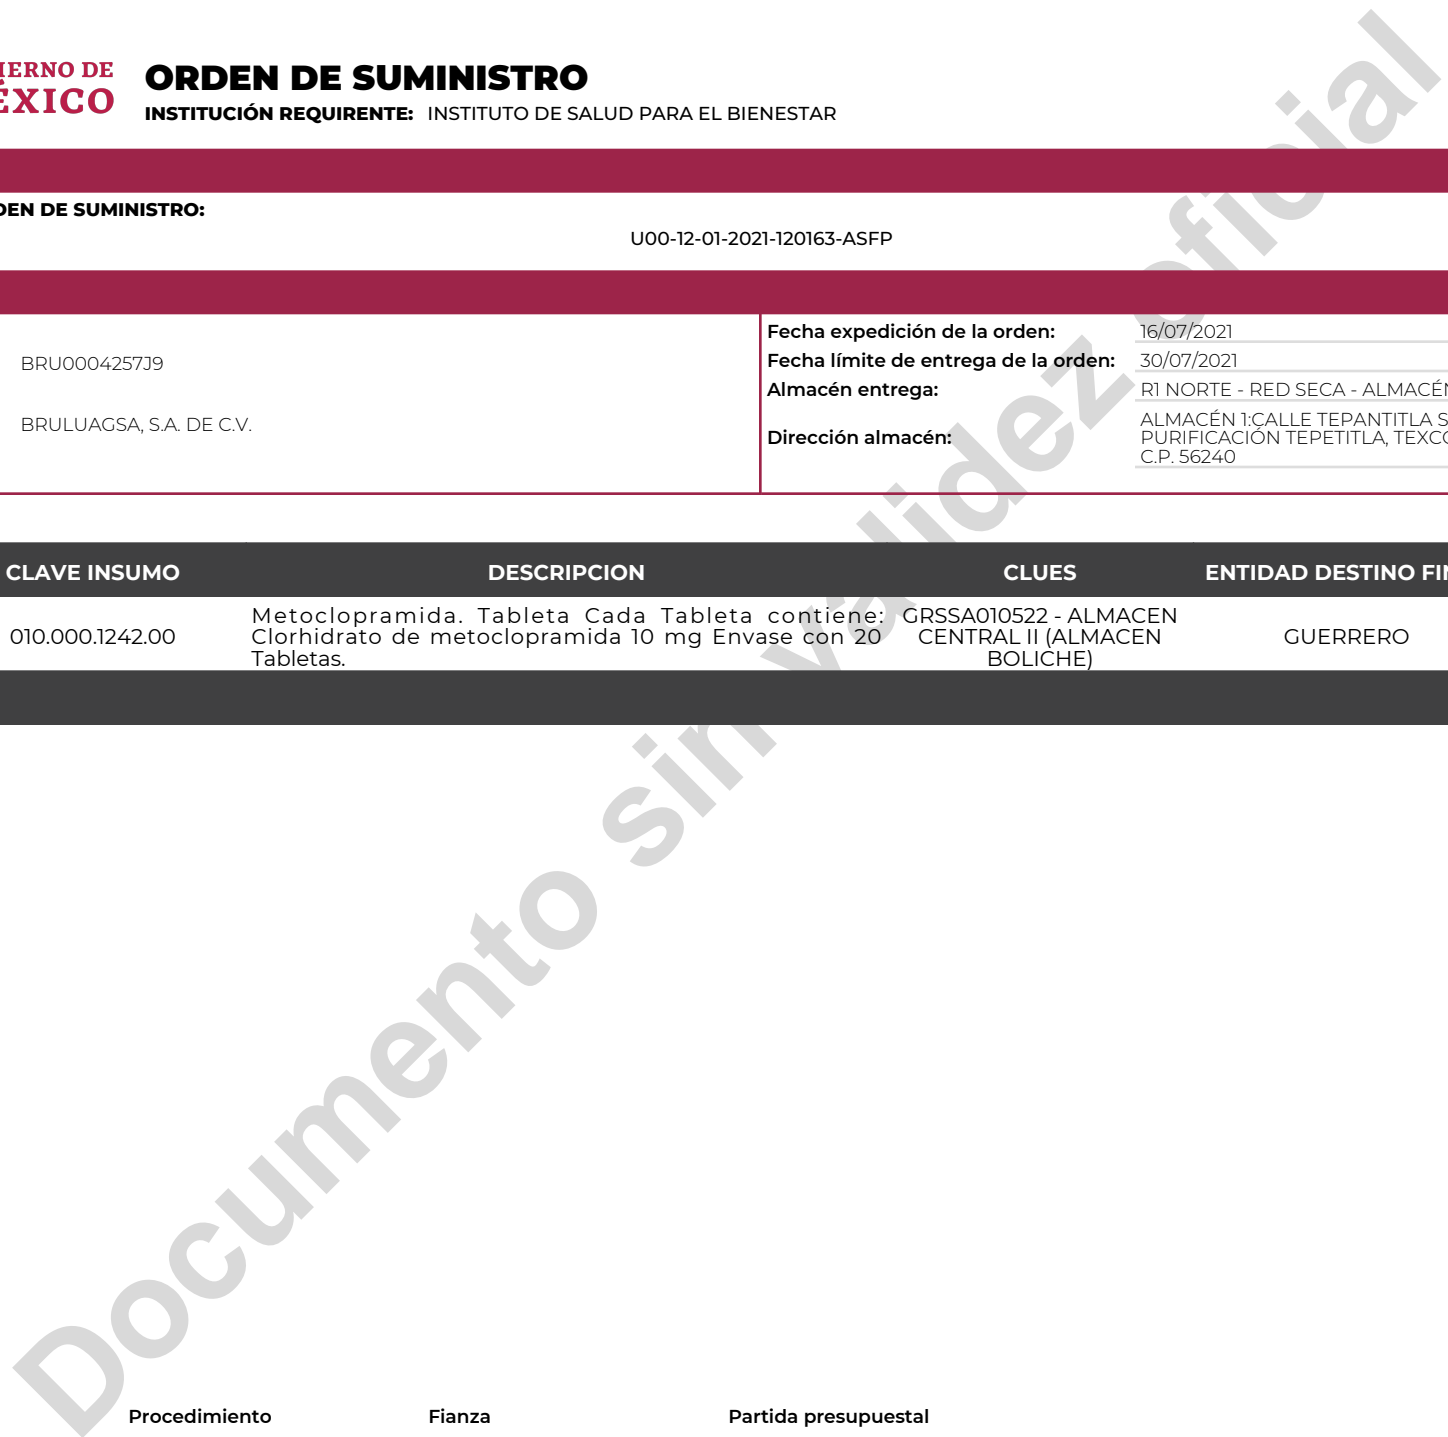 IERNO DE
ÉXICO
ORDEN DE SUMINISTRO
INSTITUCIÓN REQUIRENTE: INSTITUTO DE SALUD PARA EL BIENESTAR
DEN DE SUMINISTRO:
U00-12-01-2021-120163-ASFP
BRU0004257J9
BRULUAGSA, S.A. DE C.V.
Fecha expedición de la orden: 16/07/2021
Fecha límite de entrega de la orden: 30/07/2021
Almacén entrega: R1 NORTE - RED SECA - ALMACÉN
Dirección almacén: ALMACÉN 1:CALLE TEPANTITLA S
PURIFICACIÓN TEPETITLA, TEXCO
C.P. 56240
CLAVE INSUMO DESCRIPCION CLUES ENTIDAD DESTINO FIN
010.000.1242.00
Metoclopramida. Tableta Cada Tableta contiene:
Clorhidrato de metoclopramida 10 mg Envase con 20
Tabletas.
GRSSA010522 - ALMACEN
CENTRAL II (ALMACEN
BOLICHE)
GUERRERO
Documento sin validez oficial
Procedimiento Fianza Partida presupuestal